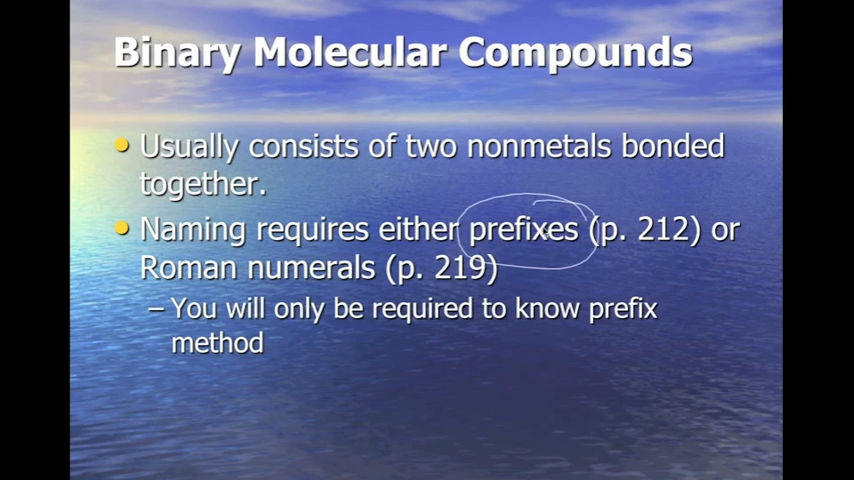 Binary Molecular Compounds
• Usually consists of two nonmetals bonded
together.
• Naming requires either prefixes (p. 212) or
Roman numerals (p. 219)
– You will only be required to know prefix
method